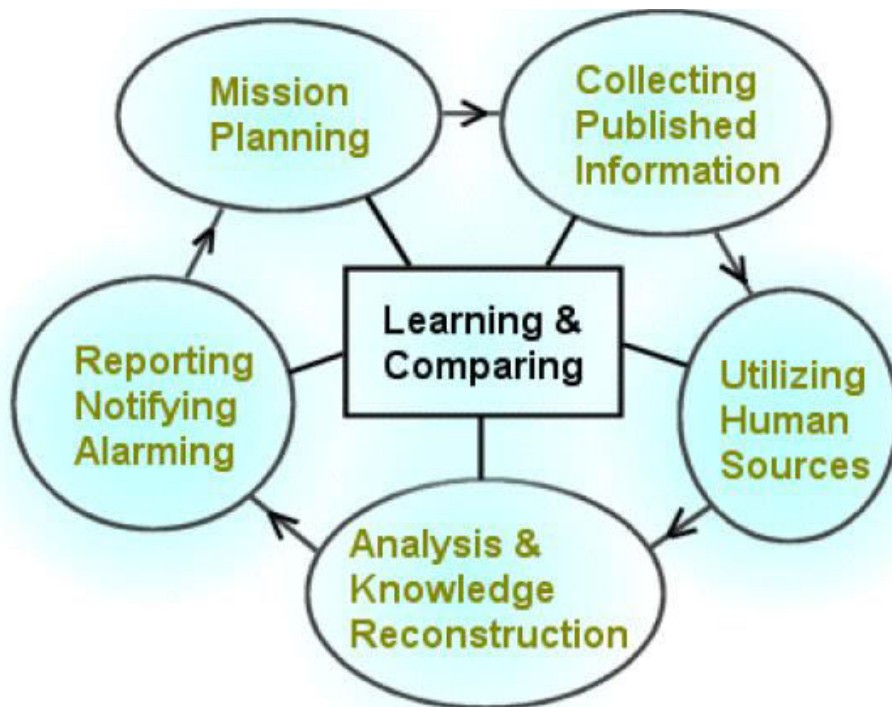 Mission
Planning
Collecting
Published
Information
Learning &
Comparing
Utilizing
Human
Sources
Analysis &
Knowledge
Reconstruction
Reporting
Notifying
Alarming